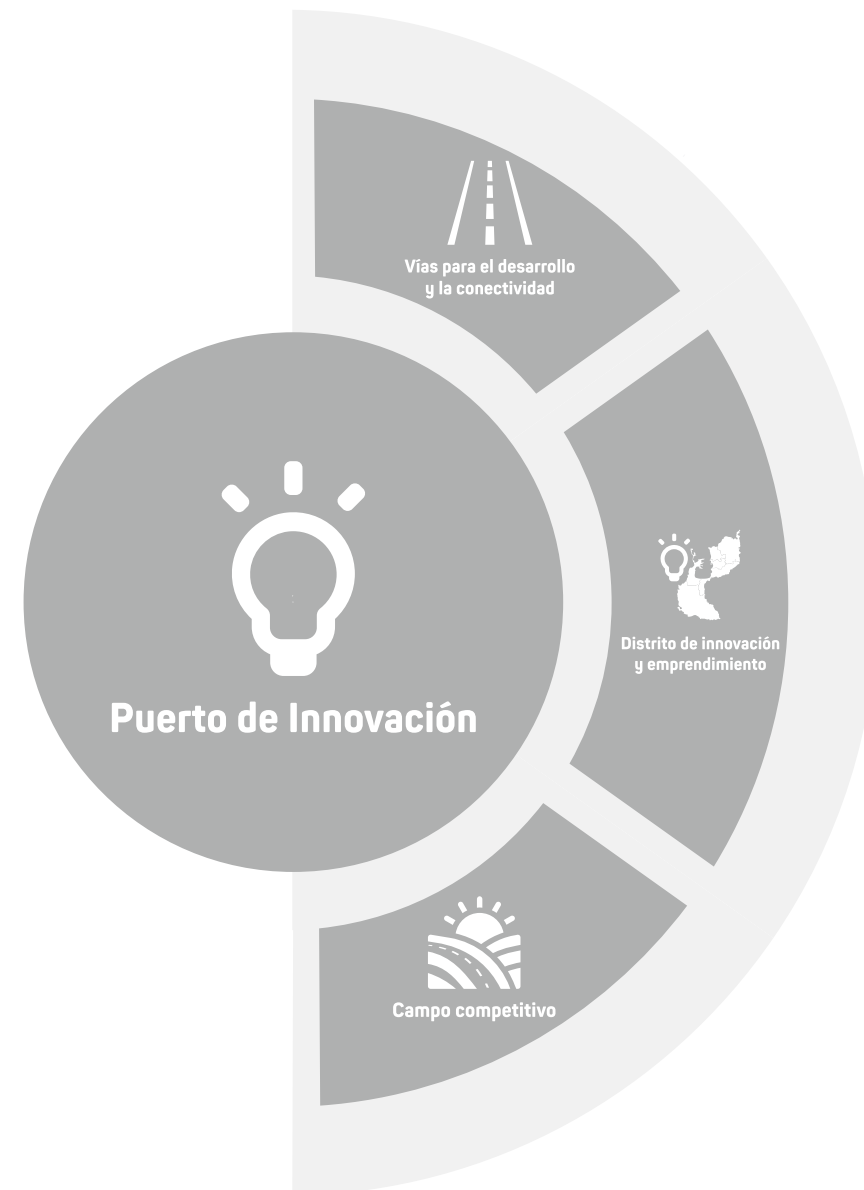 Vías para el desarrollo
y la conectividad
Distrito de innovación
y emprendimiento
Puerto de Innovación
Campo competitivo